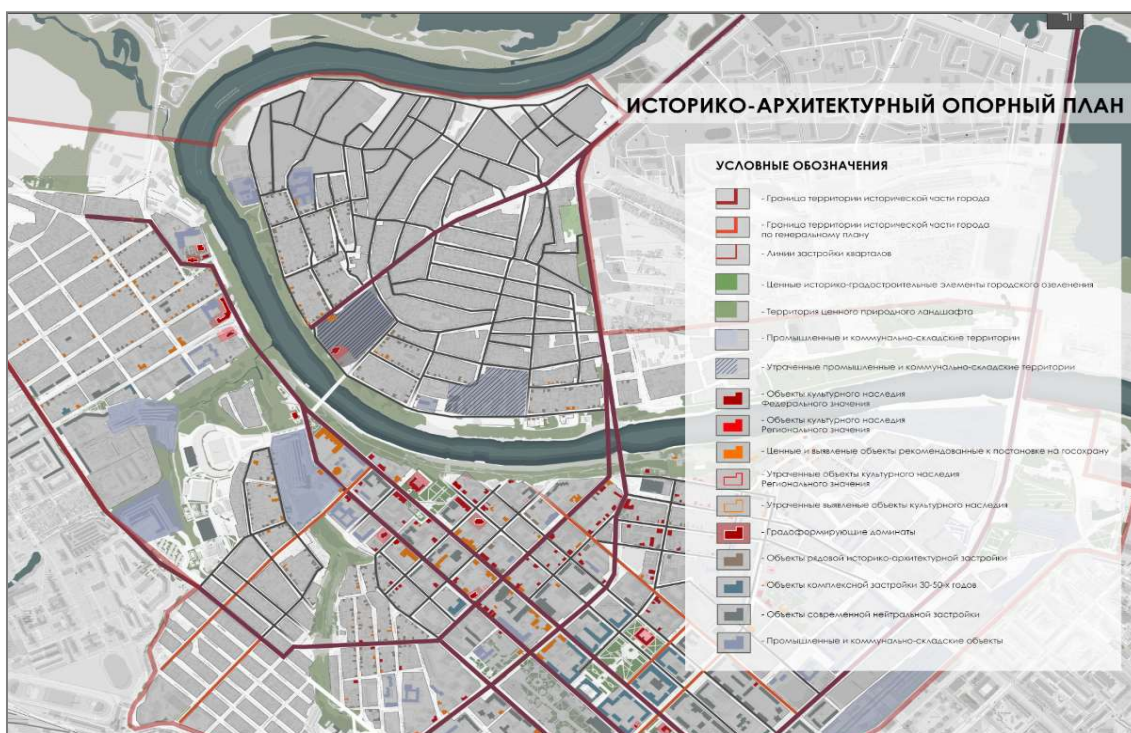 ИСТОРИКО-АРХИТЕКТУРНЫЙ ОПОРНЫЙ ПЛАН
УСЛОВНЫЕ ОБОЗНАЧЕНИЯ
- Граница территории исторической части города
- Граница территории исторической части города
по генеральному плану
- Линии застройки кварталов
- Ценные историко-градостроительные элементы городского озеленения
- Территория ценного природного ландшафта
- Промышленные и коммунально-складские территории
- Утраченные промышленные и коммунально-складские территории
- Объекты культурного наследия
Федерального значения
- Объекты культурного наследия
Регионального значения
- Ценные и выявленые объекты рекомендованные к постановке на госохрану
- Утраченные объекты культурного наследия
Регионального значения
- Утраченные выявленые объекты культурного наследия
- Градоформирующие доминаты
- Объекты рядовой историко-архитектурной застройки
- Объекты комплексной застройки 30-50-х годов
- Объекты современной нейтральной застройки
- Промышленные и коммунально-складские объекты